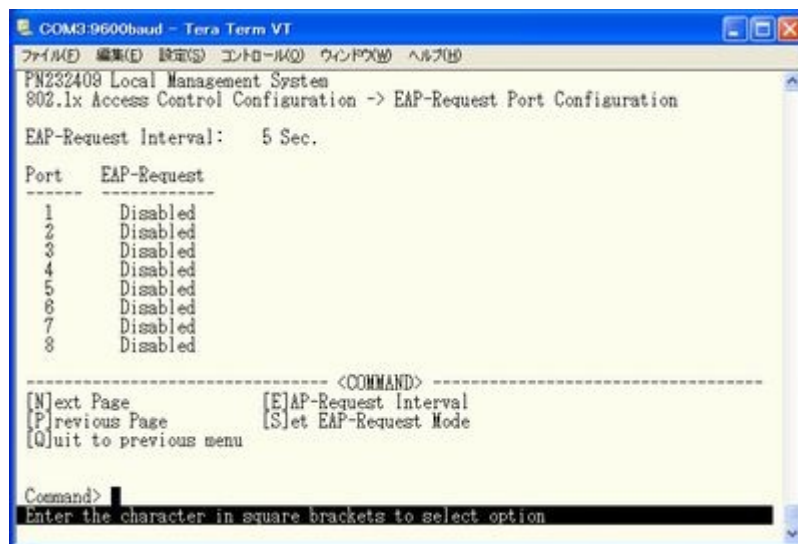 COM3:9600baud - Tera Term VT
ファイル(F) 編集(E) 設定(S) コントロール(O) ウィンドウ(W) ヘルプ(H)
PN232409 Local Management System
802.1x Access Control Configuration -> EAP-Request Port Configuration
EAP-Request Interval: 5 Sec.
Port EAP-Request
1 Disabled
2 Disabled
3 Disabled
4 Disabled
5 Disabled
6 Disabled
7 Disabled
8 Disabled
<COMMAND>
[N]ext Page [E]AP-Request Interval
[P]revious Page [S]et EAP-Request Mode
[Q]uit to previous menu
Command>
Enter the character in square brackets to select option